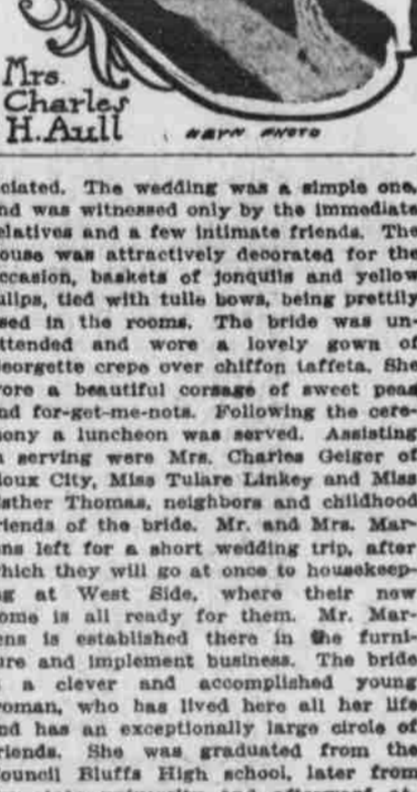 Mrs.
Charles
H. Aull
HEYN PHOTO
ciated. The wedding was a simple one,
nd was witnessed only by the immediate
elatives and a few intimate friends. The
ouse was attractively decorated for the
ccasion, baskets of jonquils and yellow
ulips, tied with tulle bows, being prettily
sed in the rooms. The bride was un-
ttended and wore a lovely gown of
eorgette crepe over chiffon taffeta. She
ore a beautiful corsage of sweet peas
nd for-get-me-nots. Following the cere-
mony a luncheon was served. Assisting
n serving were Mrs. Charles Geiger of
ioux City, Miss Tulare Linkey and Miss
sther Thomas, neighbors and childhood
riends of the bride. Mr. and Mrs. Mar-
ens left for a short wedding trip, after
hich they will go at once to housekeep-
ng at West Side, where their new
ome is all ready for them. Mr. Mar-
ens is established there in the furni-
ure and implement business. The bride
s a clever and accomplished young
woman, who has lived here all her life
nd has an exceptionally large circle of
riends. She was graduated from the
ouncil Bluffs High school, later from